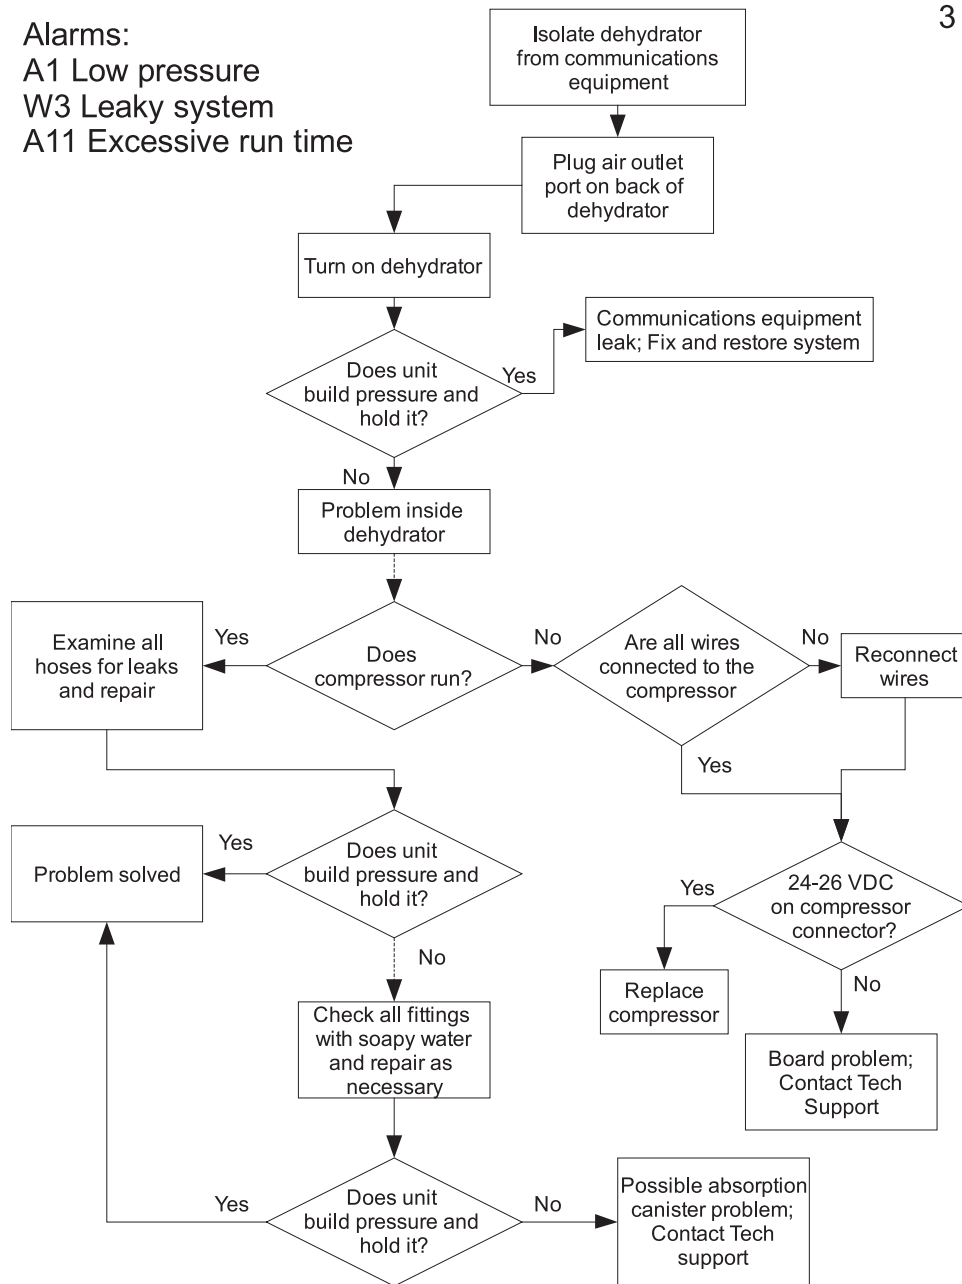 3
Alarms:
A1 Low pressure
W3 Leaky system
A11 Excessive run time
Isolate dehydrator
from communications
equipment
Plug air outlet
port on back of
dehydrator
Turn on dehydrator
Does unit
build pressure and
hold it?
Yes
Communications equipment
leak; Fix and restore system
No
Problem inside
dehydrator
Does
compressor run?
Yes
Examine all
hoses for leaks
and repair
No
Are all wires
connected to the
compressor
No
Reconnect
wires
Yes
Does unit
build pressure and
hold it?
Yes
Problem solved
24-26 VDC
on compressor
connector?
Yes
Replace
compressor
No
Board problem;
Contact Tech
Support
No
Check all fittings
with soapy water
and repair as
necessary
Does unit
build pressure and
hold it?
Yes
No
Possible absorption
canister problem;
Contact Tech
support